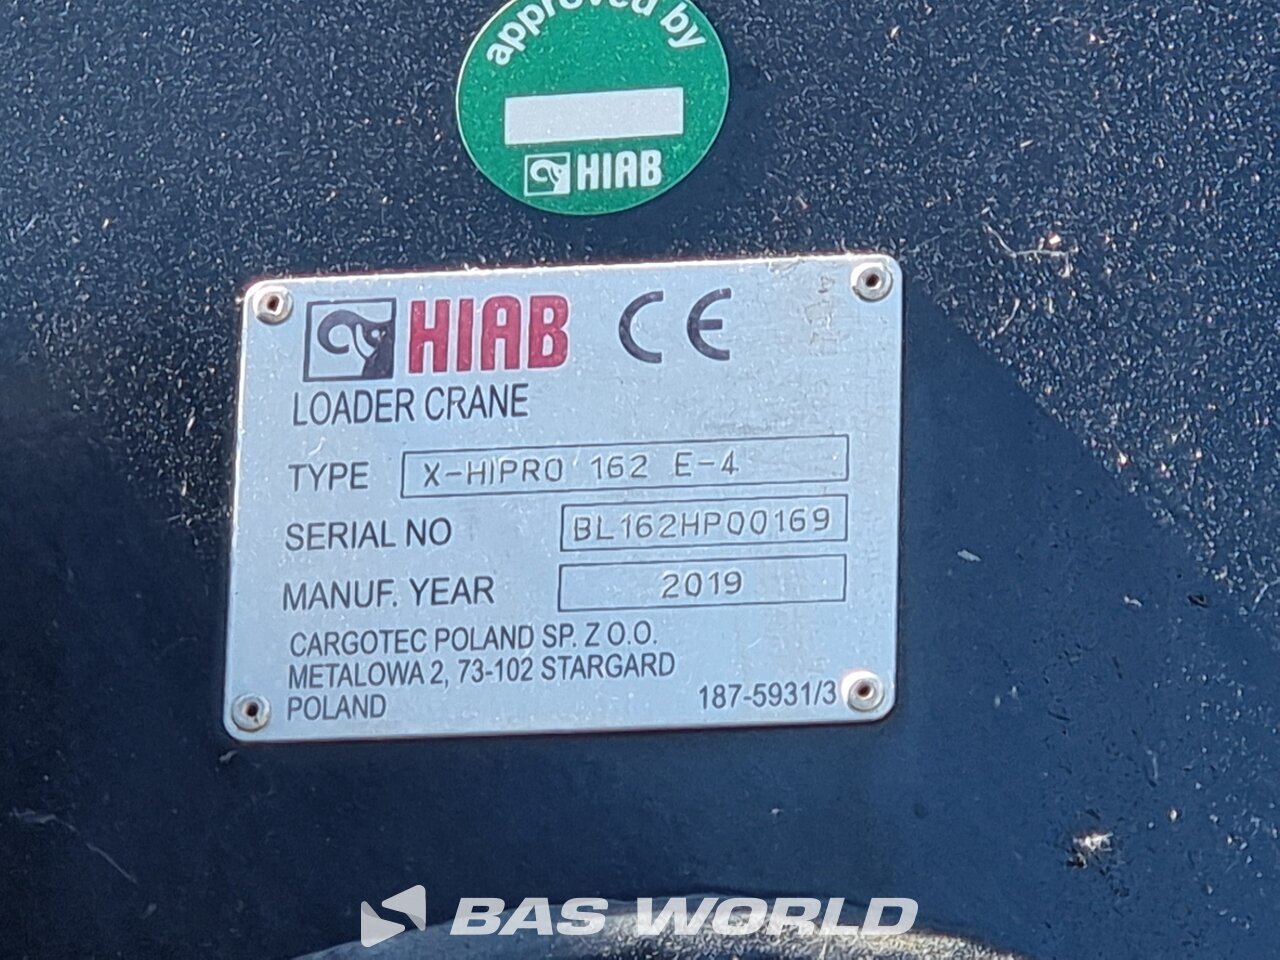 approved by
HIAB
HIAB CE
LOADER CRANE
TYPE X-HIPRO 162 E-4
SERIAL NO BL162HP00169
MANUF. YEAR 2019
CARGOTEC POLAND SP. Z O.O.
METALOWA 2, 73-102 STARGARD
POLAND 187-5931/3
BAS WORLD